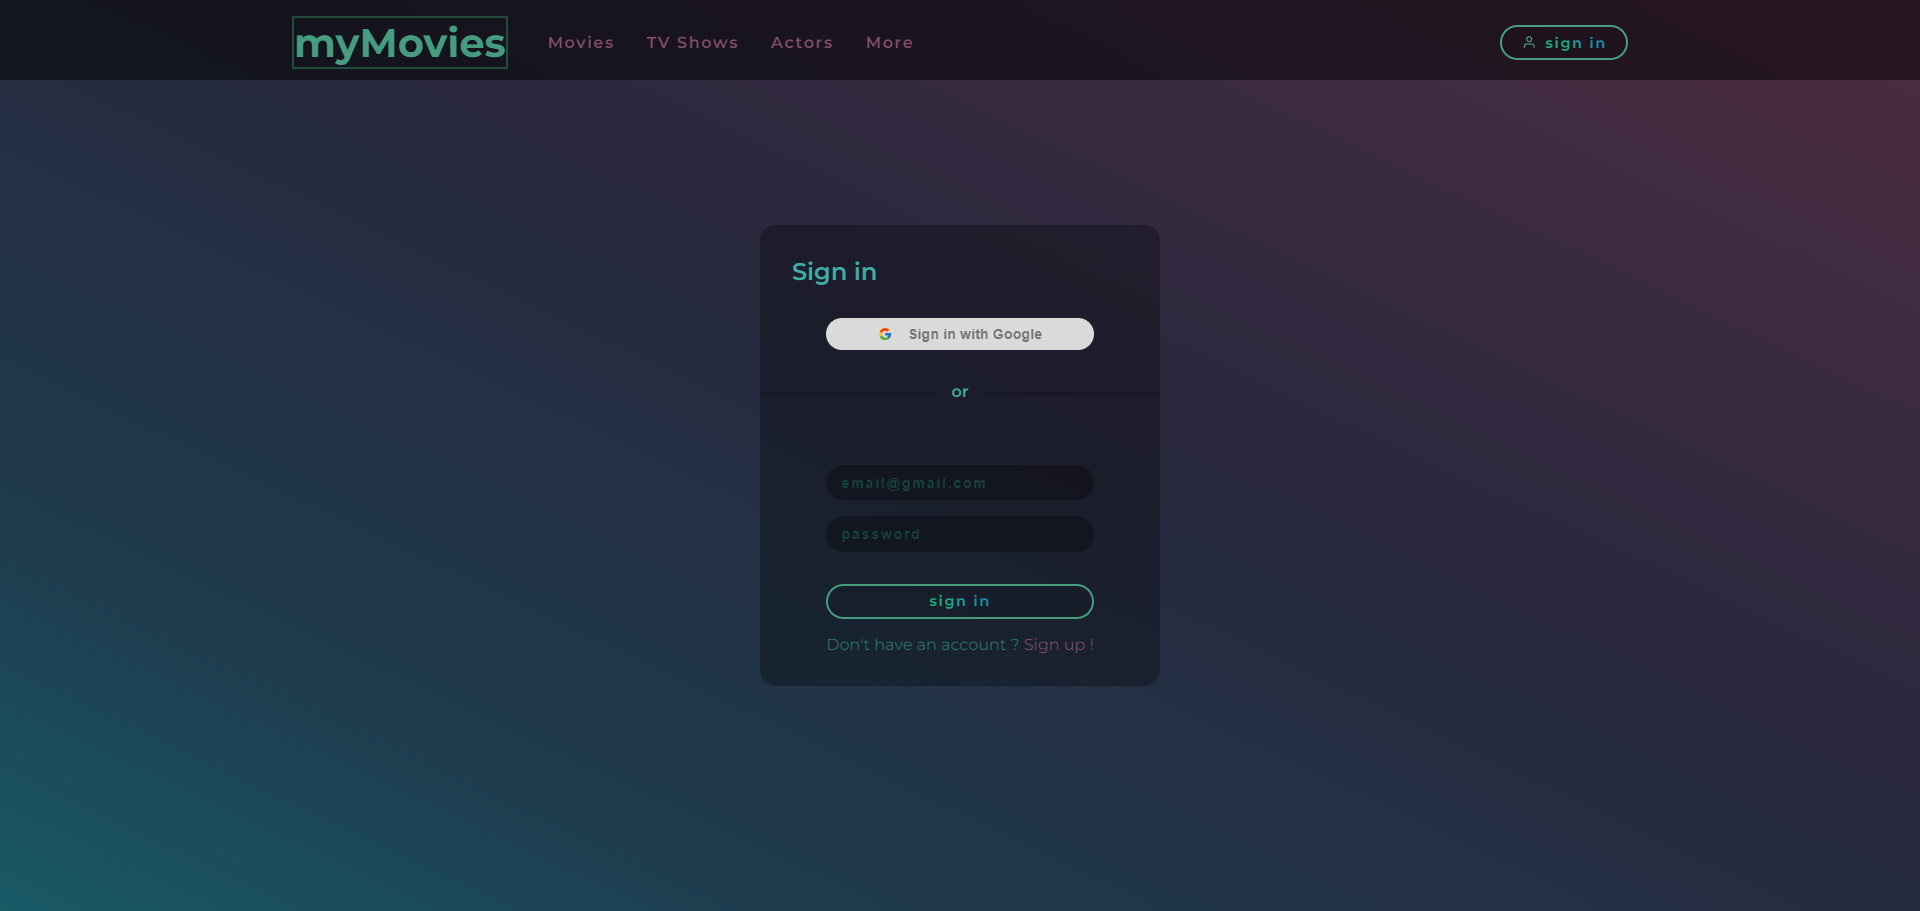 myMovies Movies TV Shows Actors More sign in
Sign in
Sign in with Google
or
email@gmail.com
password
sign in
Don't have an account ? Sign up !